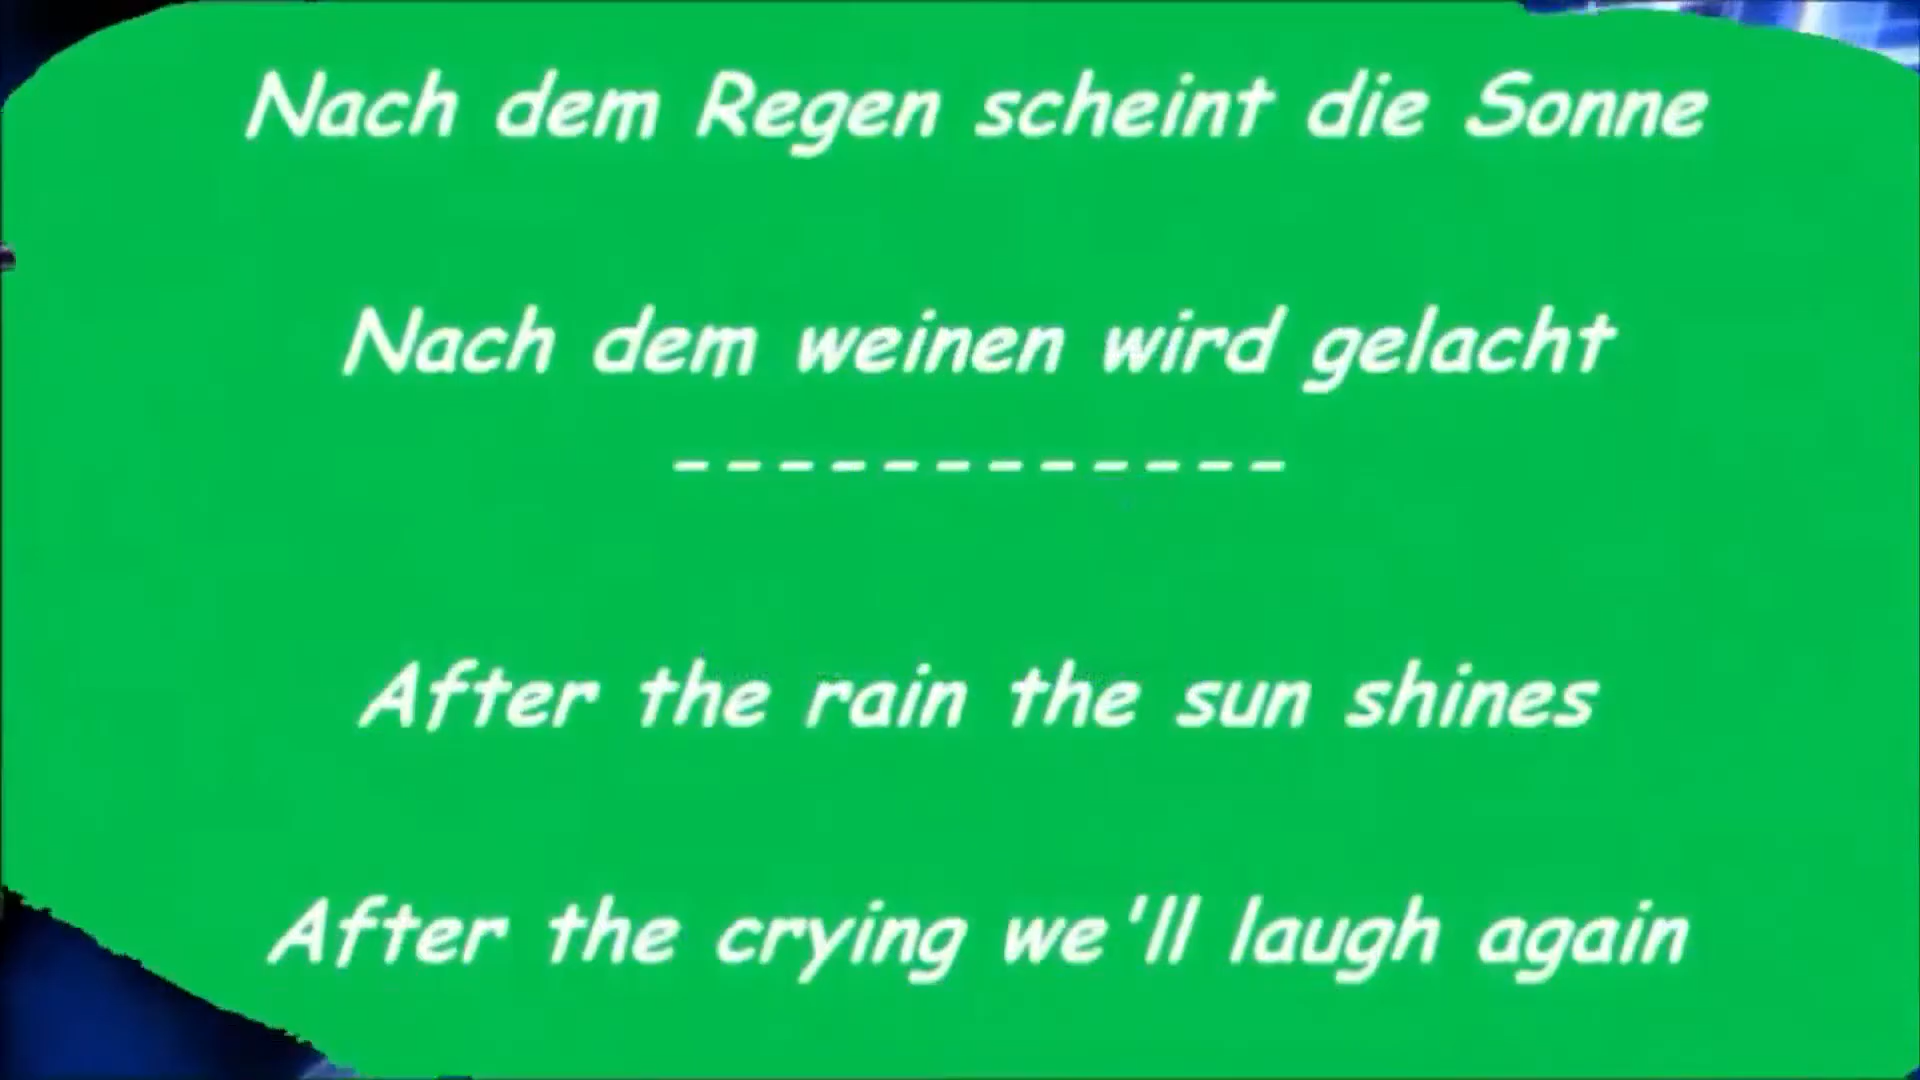 Nach dem Regen scheint die Sonne
Nach dem weinen wird gelacht
- - - - - - - - - - - -
After the rain the sun shines
After the crying we'll laugh again